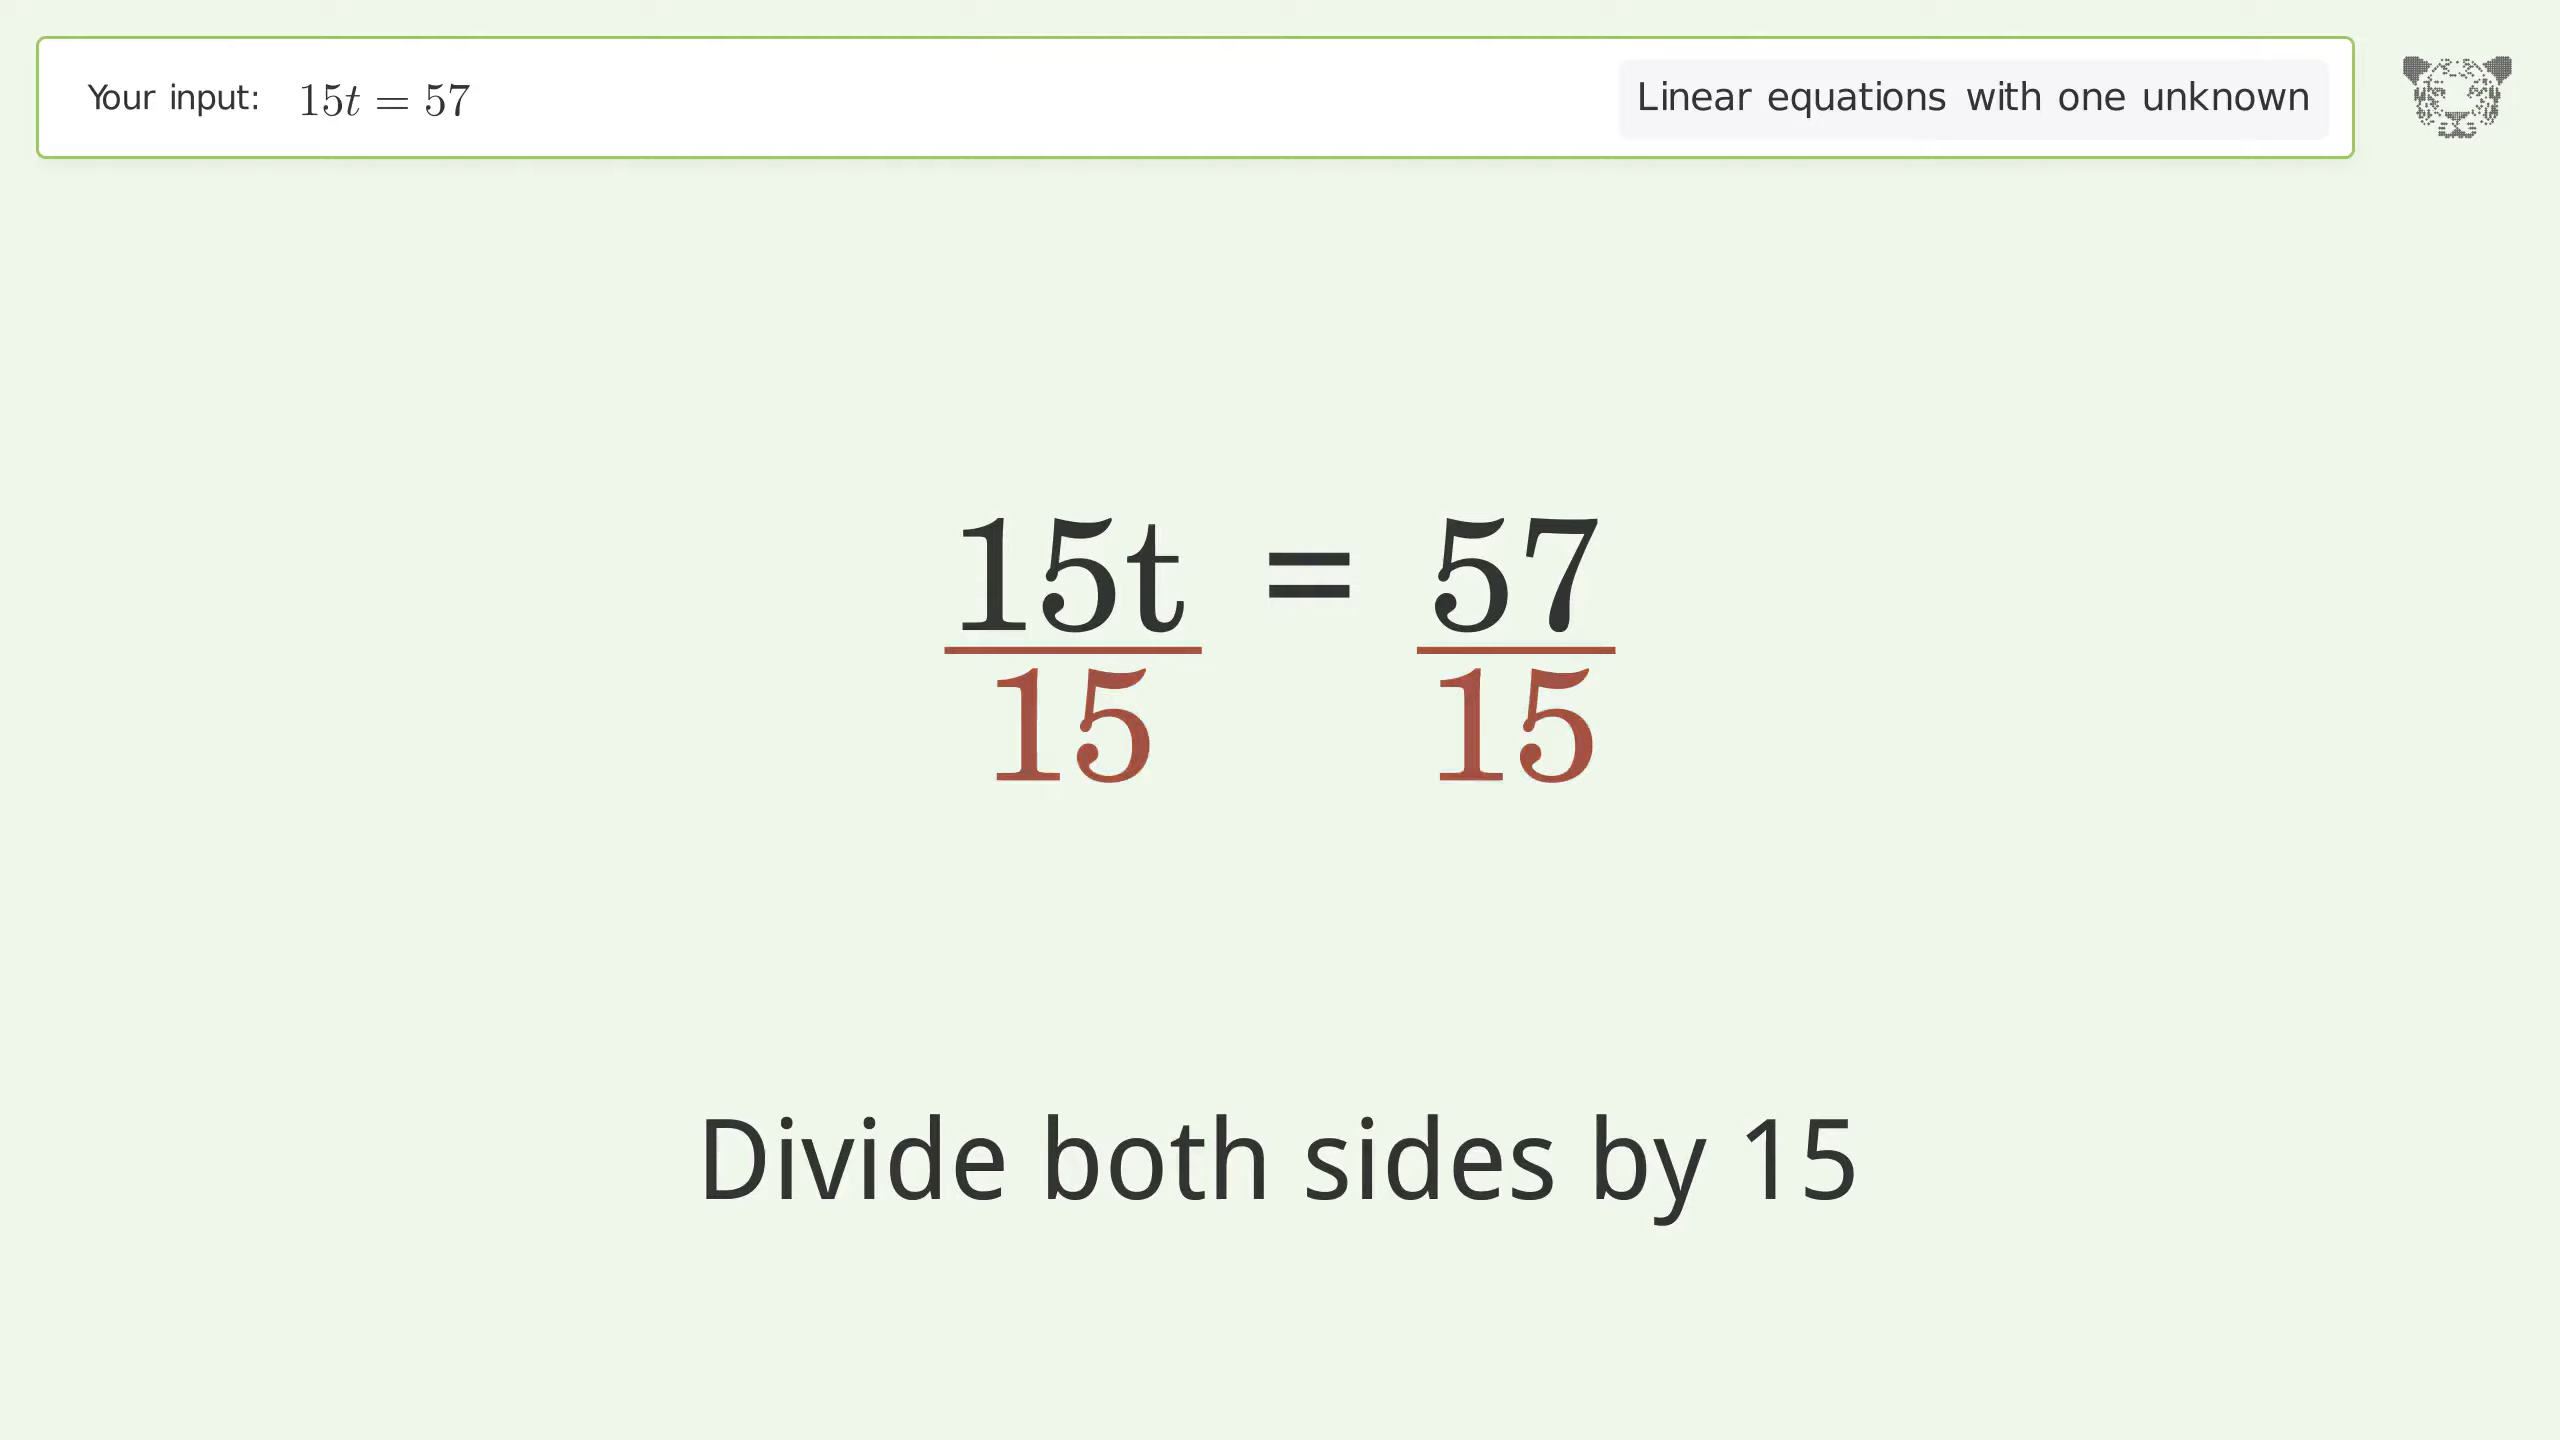 Your input: 15t = 57
Linear equations with one unknown
15t = 57
15 15
Divide both sides by 15